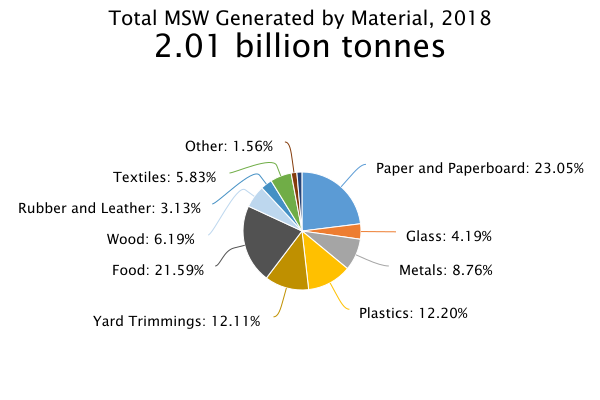 Total MSW Generated by Material, 2018
2.01 billion tonnes
Other: 1.56%
Paper and Paperboard: 23.05%
Textiles: 5.83%
Rubber and Leather: 3.13%
Glass: 4.19%
Wood: 6.19%
Food: 21.59%
Metals: 8.76%
Plastics: 12.20%
Yard Trimmings: 12.11%